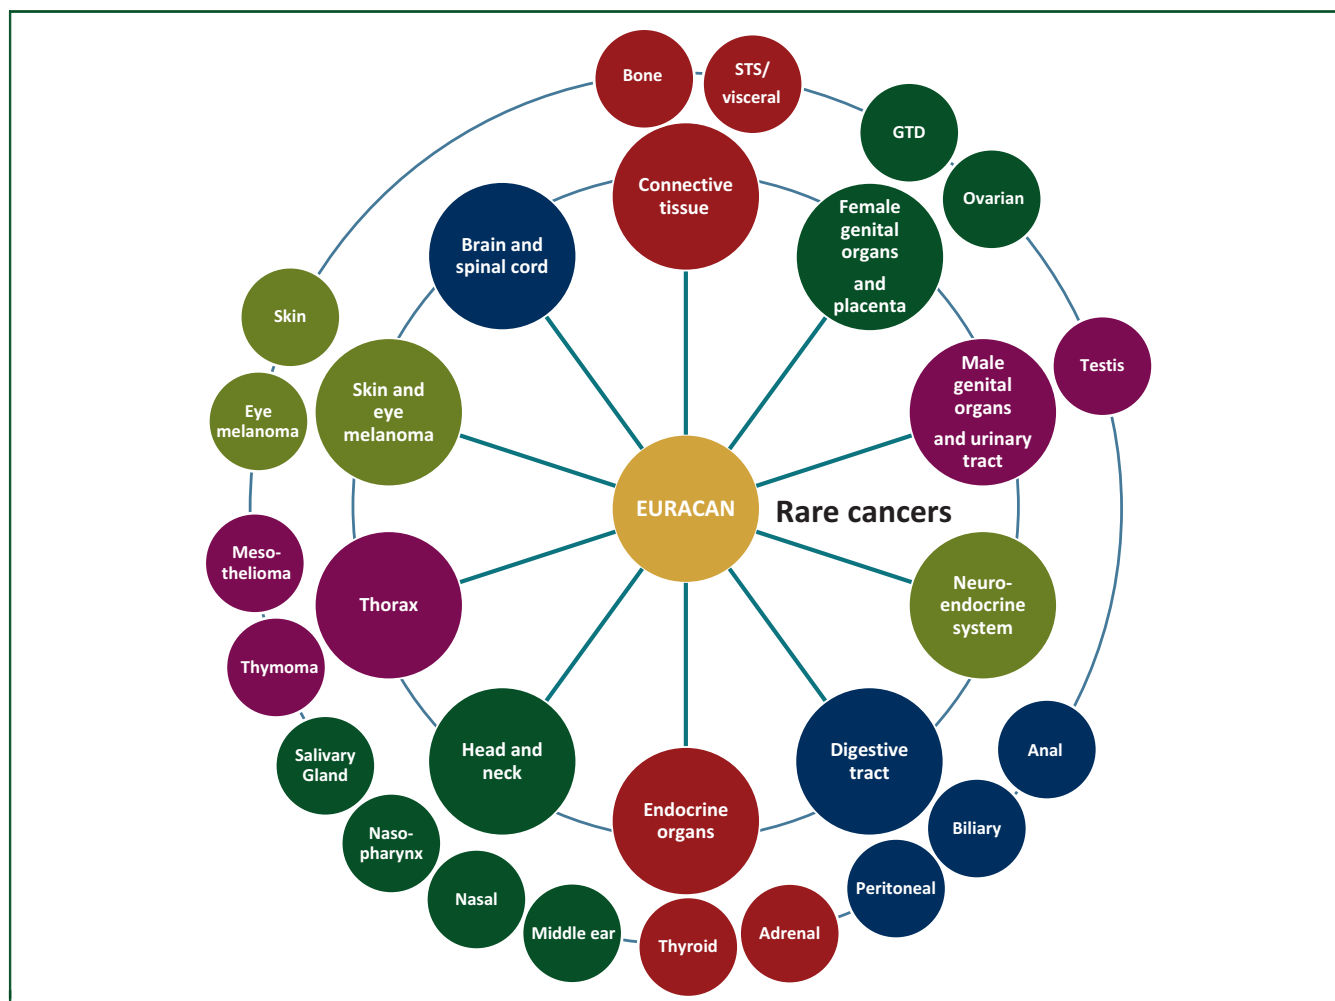 Bone
STS/
visceral
GTD
Ovarian
Connective
tissue
Female
genital
organs
and
placenta
Brain and
spinal cord
Skin
Testis
Male
genital
organs
and urinary
tract
Skin and
eye
melanoma
Eye
melanoma
EURACAN
Rare cancers
Meso-
thelioma
Thorax
Neuro-
endocrine
system
Thymoma
Head and
neck
Digestive
tract
Endocrine
organs
Salivary
Gland
Anal
Naso-
pharynx
Biliary
Nasal
Peritoneal
Middle ear
Thyroid
Adrenal